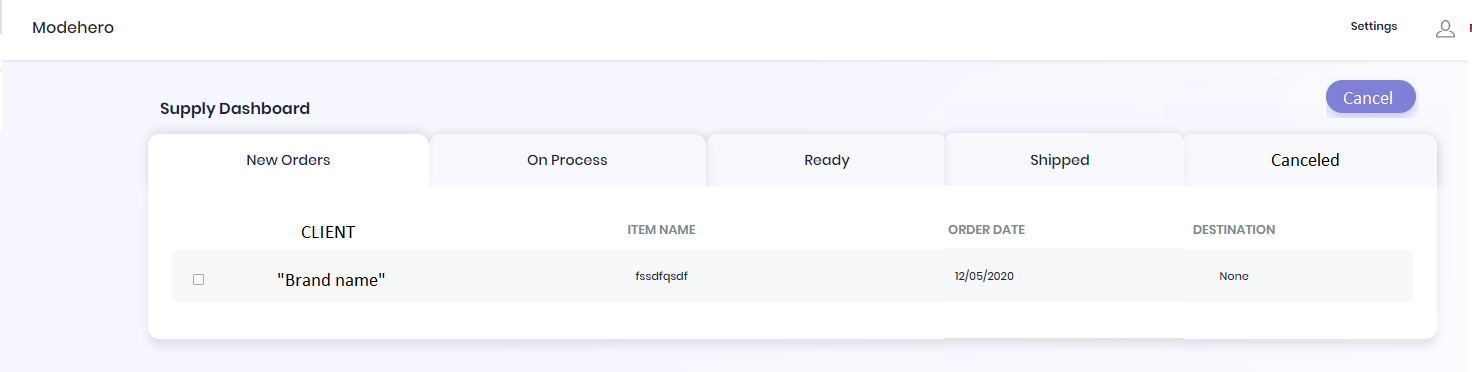 Modehero
Settings
Supply Dashboard
Cancel
New Orders
On Process
Ready
Shipped
Canceled
CLIENT
ITEM NAME
ORDER DATE
DESTINATION
"Brand name"
fssdfqsdf
12/05/2020
None